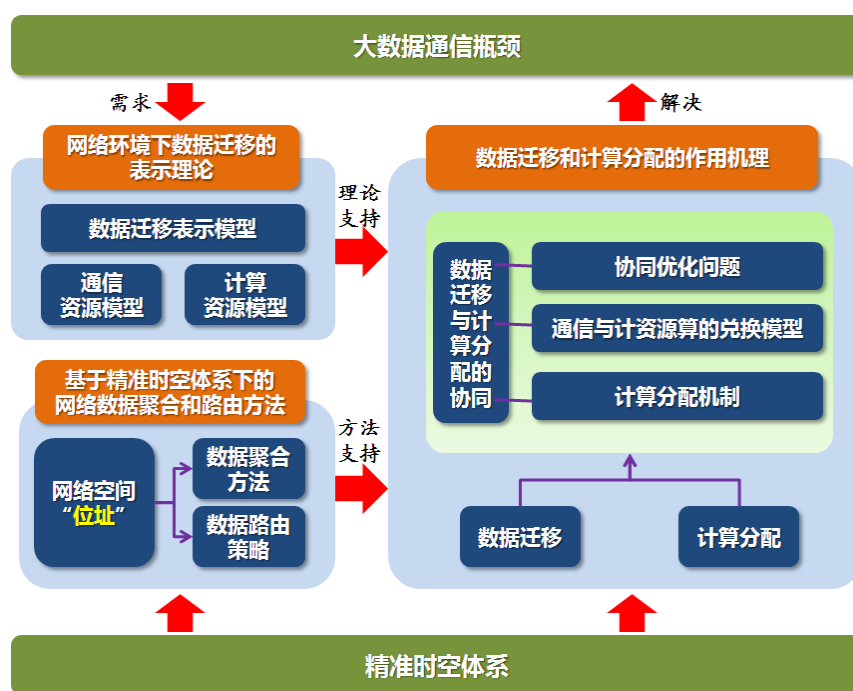 大数据通信瓶颈
需求
解决
网络环境下数据迁移的
表示理论
数据迁移表示模型
通信
资源模型
计算
资源模型
理论
支持
数据迁移和计算分配的作用机理
数据
迁移
与计
算分
配的
协同
协同优化问题
通信与计资源算的兑换模型
计算分配机制
基于精准时空体系下的
网络数据聚合和路由方法
网络空间
“位址”
数据聚合
方法
数据路由
策略
方法
支持
数据迁移
计算分配
精准时空体系